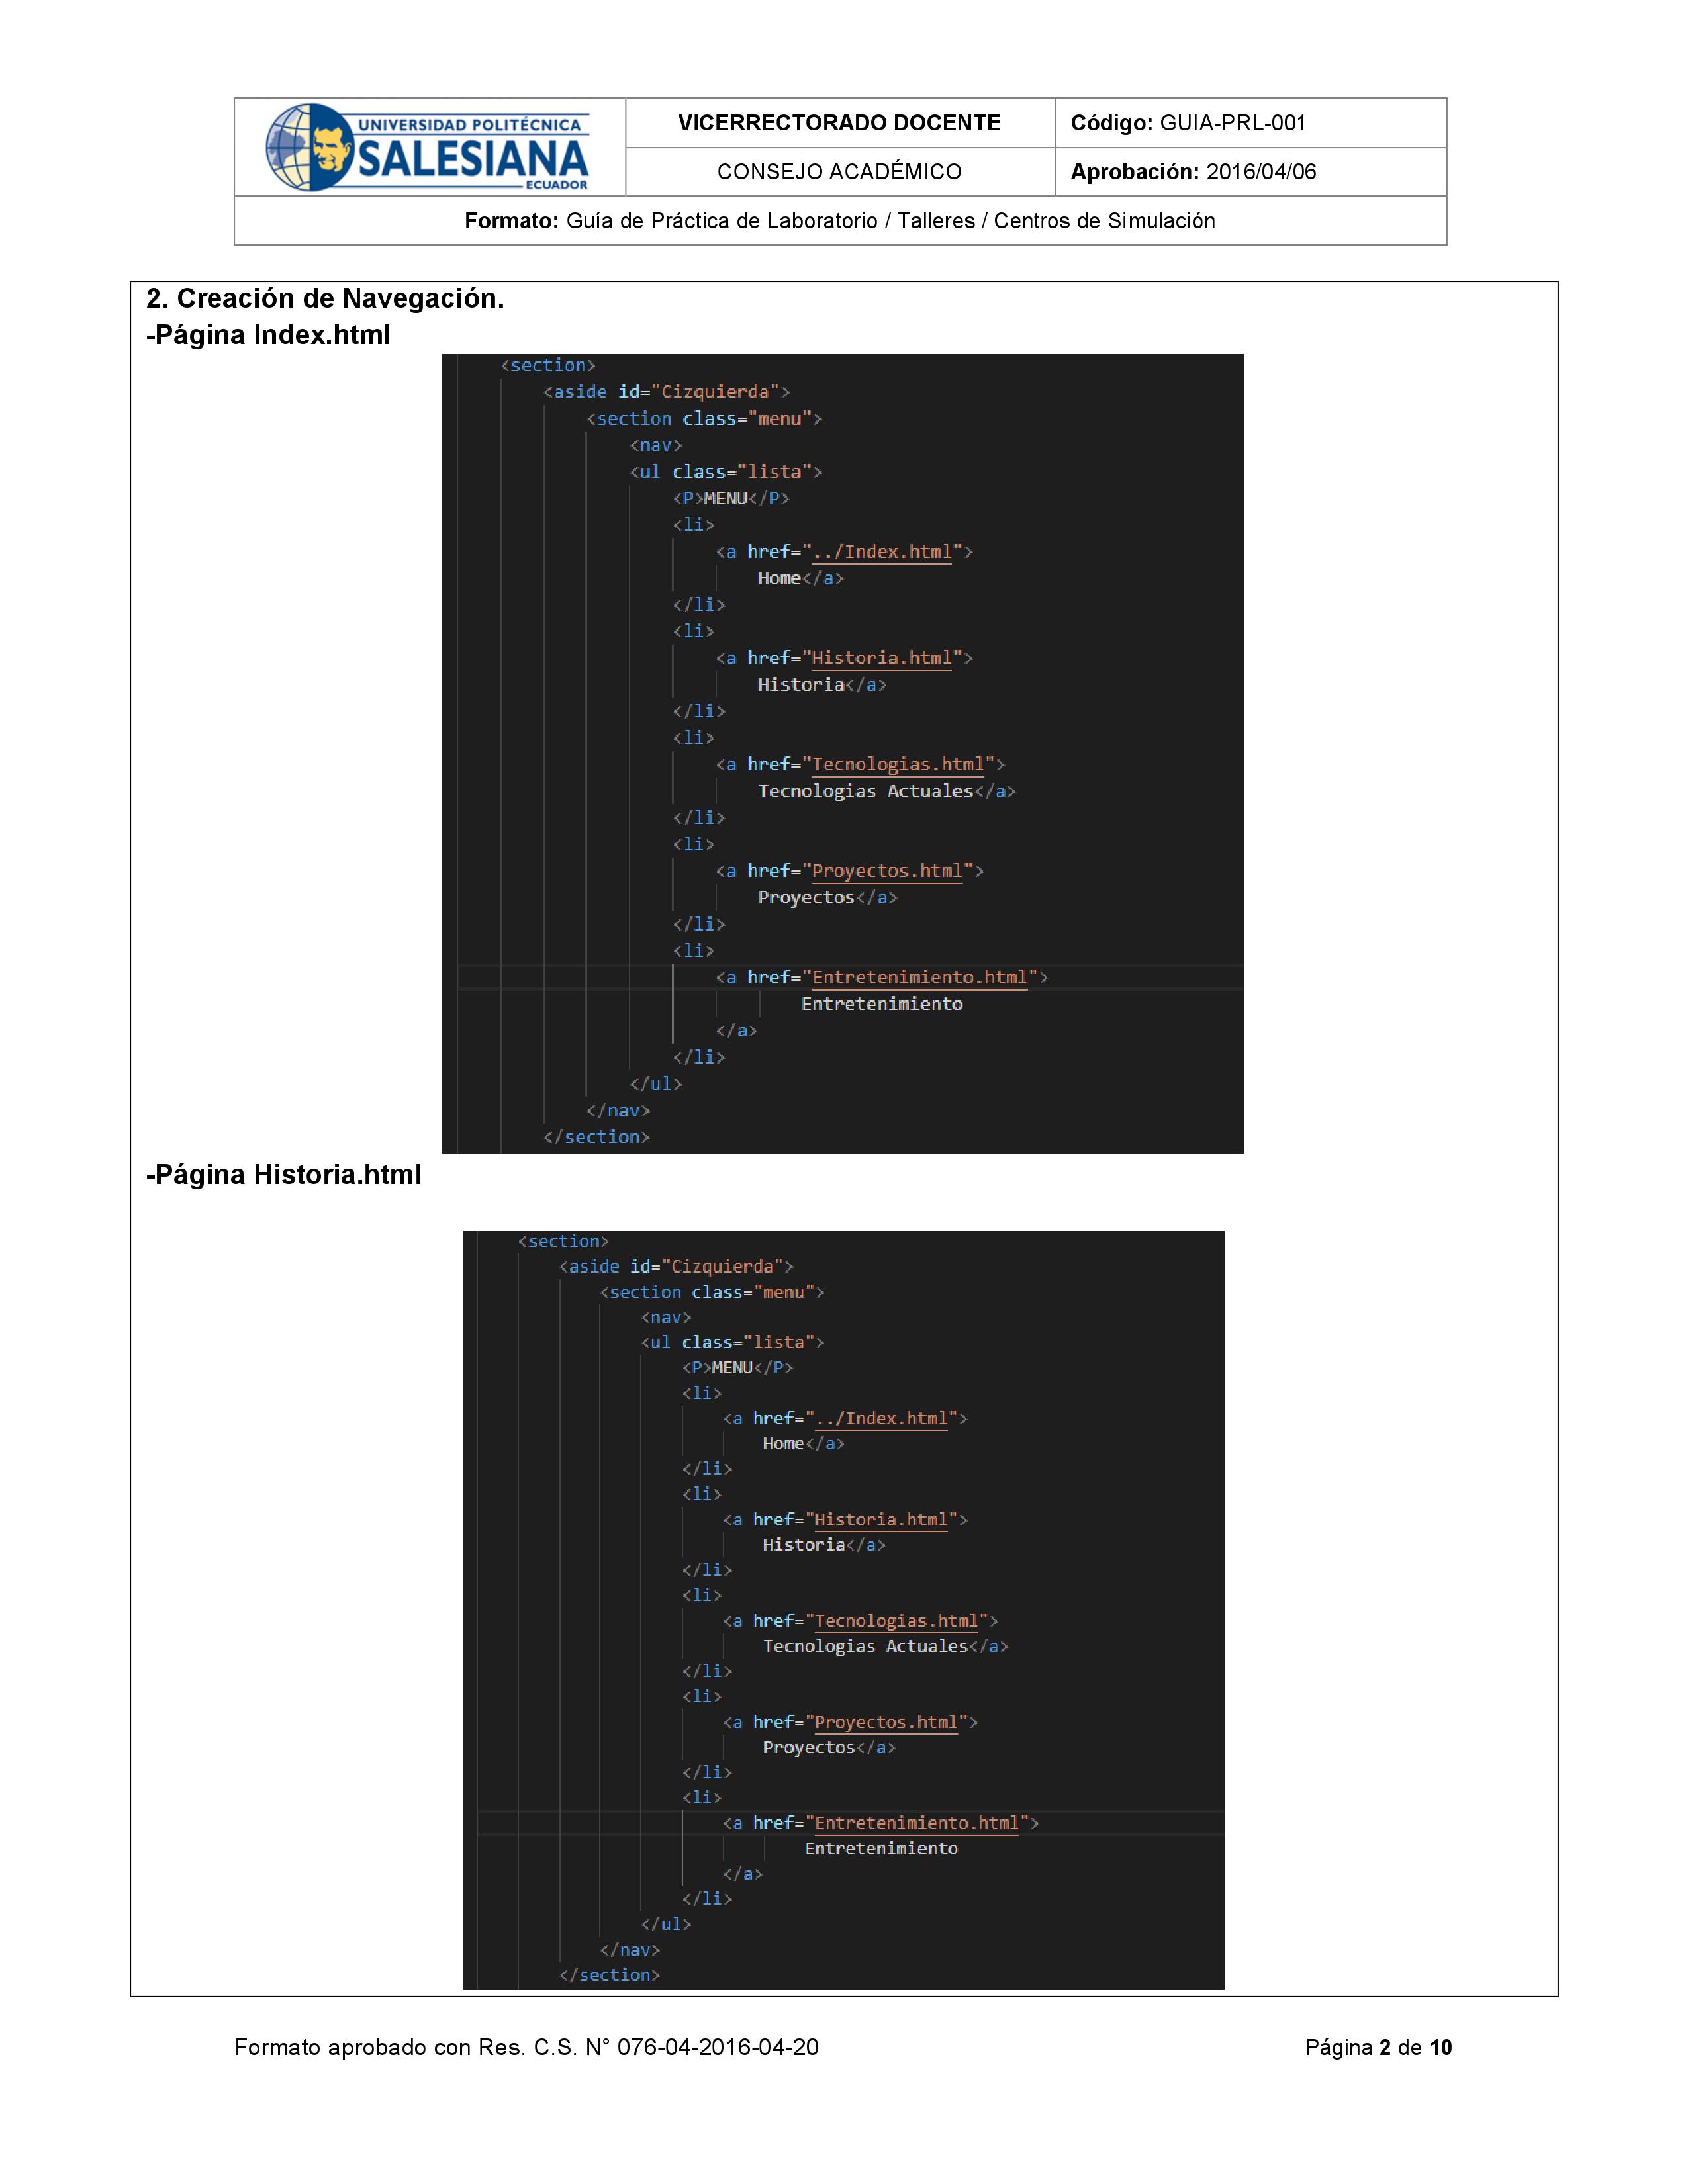 UNIVERSIDAD POLITÉCNICA
SALESIANA
ECUADOR
VICERRECTORADO DOCENTE
Código: GUIA-PRL-001
CONSEJO ACADÉMICO
Aprobación: 2016/04/06
Formato: Guía de Práctica de Laboratorio / Talleres / Centros de Simulación
2. Creación de Navegación.
-Página Index.html
<section>
<aside id="Cizquierda">
<section class="menu">
<nav>
<ul class="lista">
<P>MENU</P>
<li>
<a href="../Index.html">
Home</a>
</li>
<li>
<a href="Historia.html">
Historia</a>
</li>
<li>
<a href="Tecnologias.html">
Tecnologias Actuales</a>
</li>
<li>
<a href="Proyectos.html">
Proyectos</a>
</li>
<li>
<a href="Entretenimiento.html">
Entretenimiento
</a>
</li>
</ul>
</nav>
</section>
-Página Historia.html
<section>
<aside id="Cizquierda">
<section class="menu">
<nav>
<ul class="lista">
<P>MENU</P>
<li>
<a href="../Index.html">
Home</a>
</li>
<li>
<a href="Historia.html">
Historia</a>
</li>
<li>
<a href="Tecnologias.html">
Tecnologias Actuales</a>
</li>
<li>
<a href="Proyectos.html">
Proyectos</a>
</li>
<li>
<a href="Entretenimiento.html">
Entretenimiento
</a>
</li>
</ul>
</nav>
</section>
Formato aprobado con Res. C.S. N° 076-04-2016-04-20
Página 2 de 10